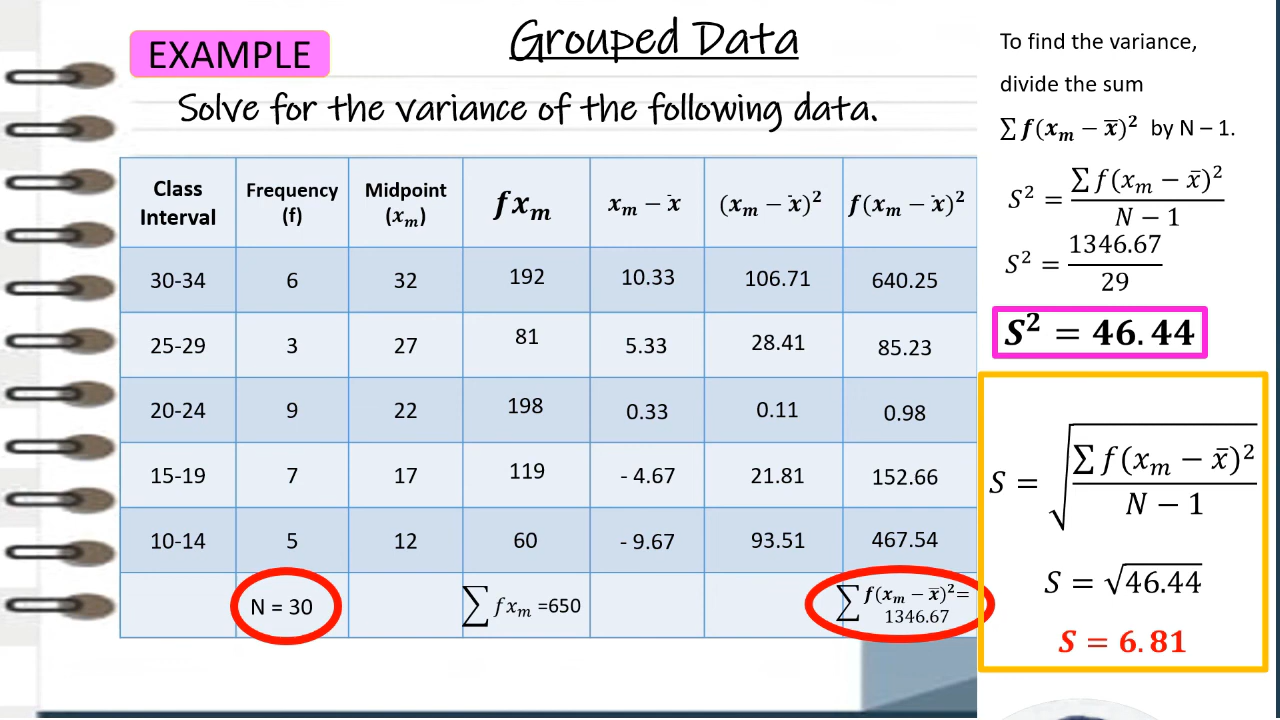 Grouped Data
EXAMPLE
Solve for the variance of the following data.
Class Interval | Frequency (f) | Midpoint (xₘ) | fxₘ | xₘ − x̄ | (xₘ − x̄)² | f(xₘ − x̄)²
30-34 | 6 | 32 | 192 | 10.33 | 106.71 | 640.25
25-29 | 3 | 27 | 81 | 5.33 | 28.41 | 85.23
20-24 | 9 | 22 | 198 | 0.33 | 0.11 | 0.98
15-19 | 7 | 17 | 119 | - 4.67 | 21.81 | 152.66
10-14 | 5 | 12 | 60 | - 9.67 | 93.51 | 467.54
N = 30 | ∑ fxₘ =650 | ∑ f(xₘ − x̄)²= 1346.67
To find the variance,
divide the sum
∑ f(xₘ − x̄)² by N – 1.
S² = ∑ f(xₘ − x̄)² / N − 1
S² = 1346.67 / 29
S² = 46.44
S = √(∑ f(xₘ − x̄)² / N − 1)
S = √46.44
S = 6.81